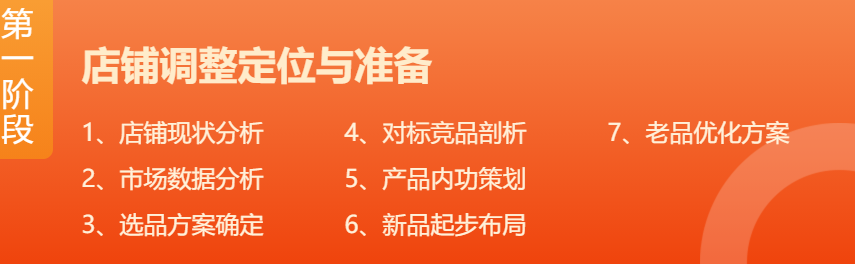 第一阶段
店铺调整定位与准备
1、店铺现状分析
2、市场数据分析
3、选品方案确定
4、对标竞品剖析
5、产品内功策划
6、新品起步布局
7、老品优化方案